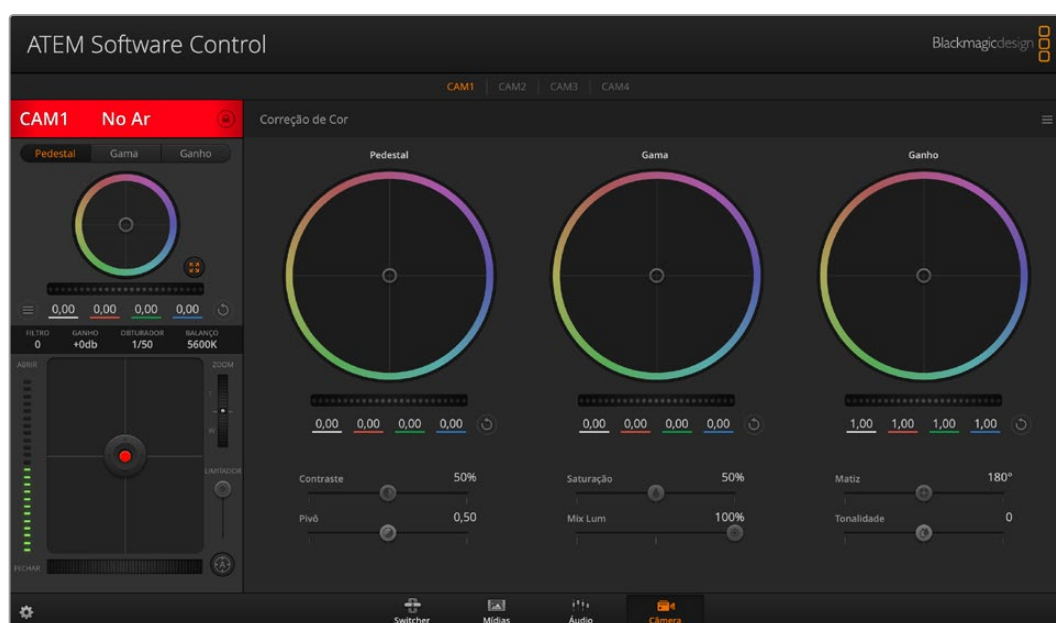 ATEM Software Control
Blackmagicdesign
CAM1 CAM2 CAM3 CAM4
CAM1 No Ar
Correção de Cor
Pedestal Gama Ganho
Pedestal Gama Ganho
0,00 0,00 0,00 0,00
FILTRO GANHO OBTURADOR BALANÇO
0 +0db 1/50 5600K
ABRIR ZOOM
T
W
LIMITADOR
A
FECHAR
0,00 0,00 0,00 0,00
0,00 0,00 0,00 0,00
1,00 1,00 1,00 1,00
Contraste 50%
Saturação 50%
Matiz 180°
Pivô 0,50
Mix Lum 100%
Tonalidade 0
Switcher Mídias Áudio Câmera